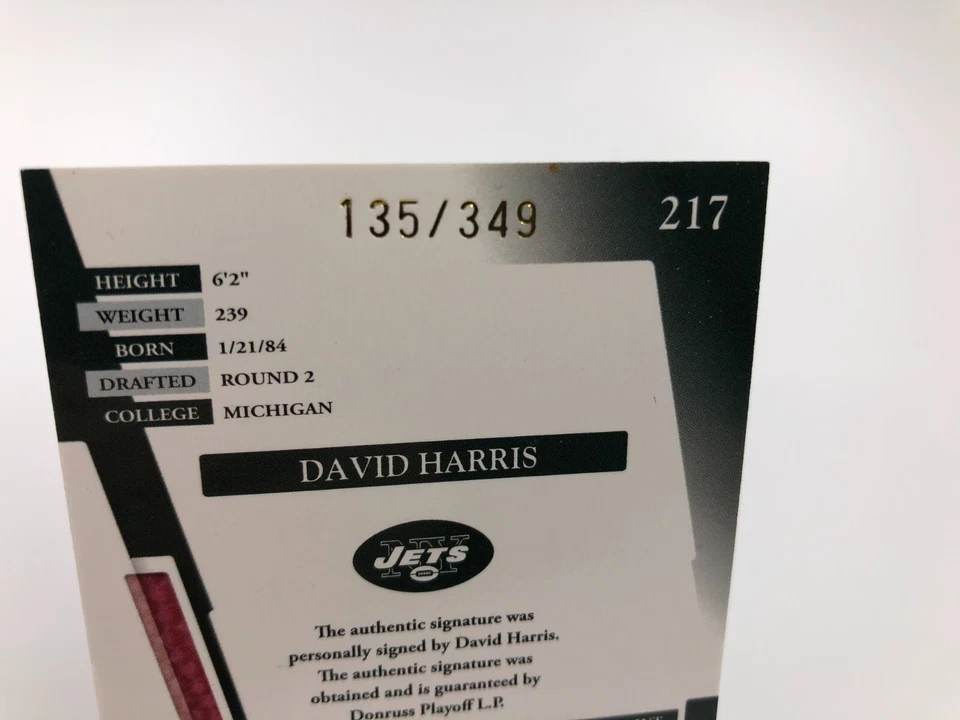 135/349 217
HEIGHT 6'2"
WEIGHT 239
BORN 1/21/84
DRAFTED ROUND 2
COLLEGE MICHIGAN
DAVID HARRIS
NY JETS
The authentic signature was
personally signed by David Harris.
The authentic signature was
obtained and is guaranteed by
Donruss Playoff L.P.